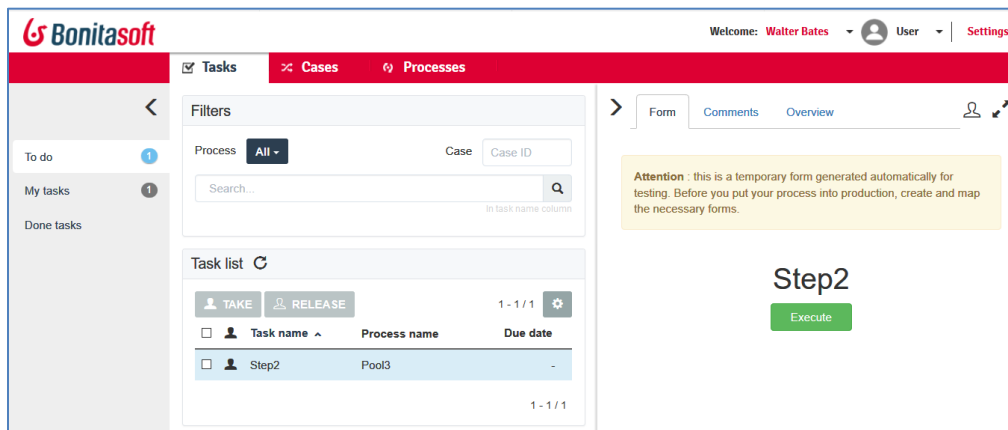 Bonitasoft
Welcome: Walter Bates User Settings
Tasks Cases Processes
To do 1
My tasks 1
Done tasks
Filters
Process All Case Case ID
Search...
In task name column
Task list
TAKE RELEASE 1 - 1 / 1
Task name Process name Due date
Step2 Pool3 -
1 - 1 / 1
Form Comments Overview
Attention : this is a temporary form generated automatically for
testing. Before you put your process into production, create and map
the necessary forms.
Step2
Execute